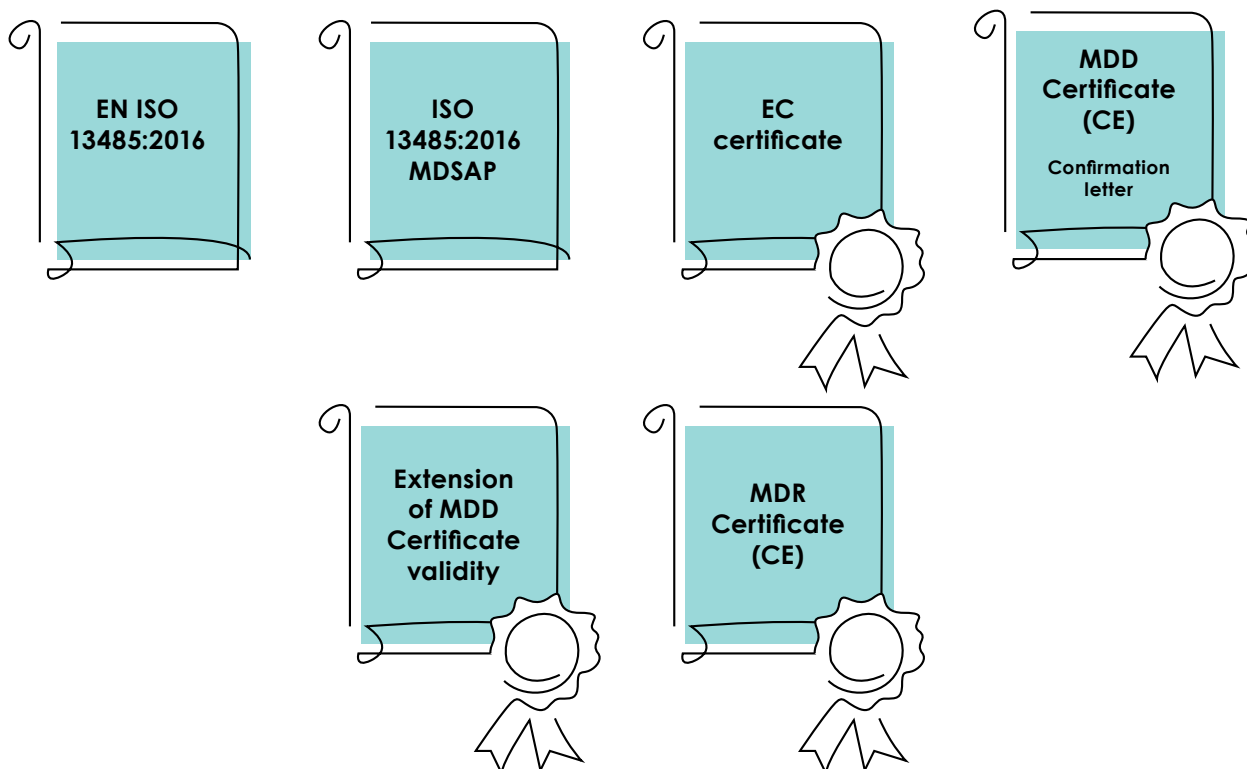 EN ISO
13485:2016
ISO
13485:2016
MDSAP
EC
certificate
MDD
Certificate
(CE)
Confirmation
letter
Extension
of MDD
Certificate
validity
MDR
Certificate
(CE)